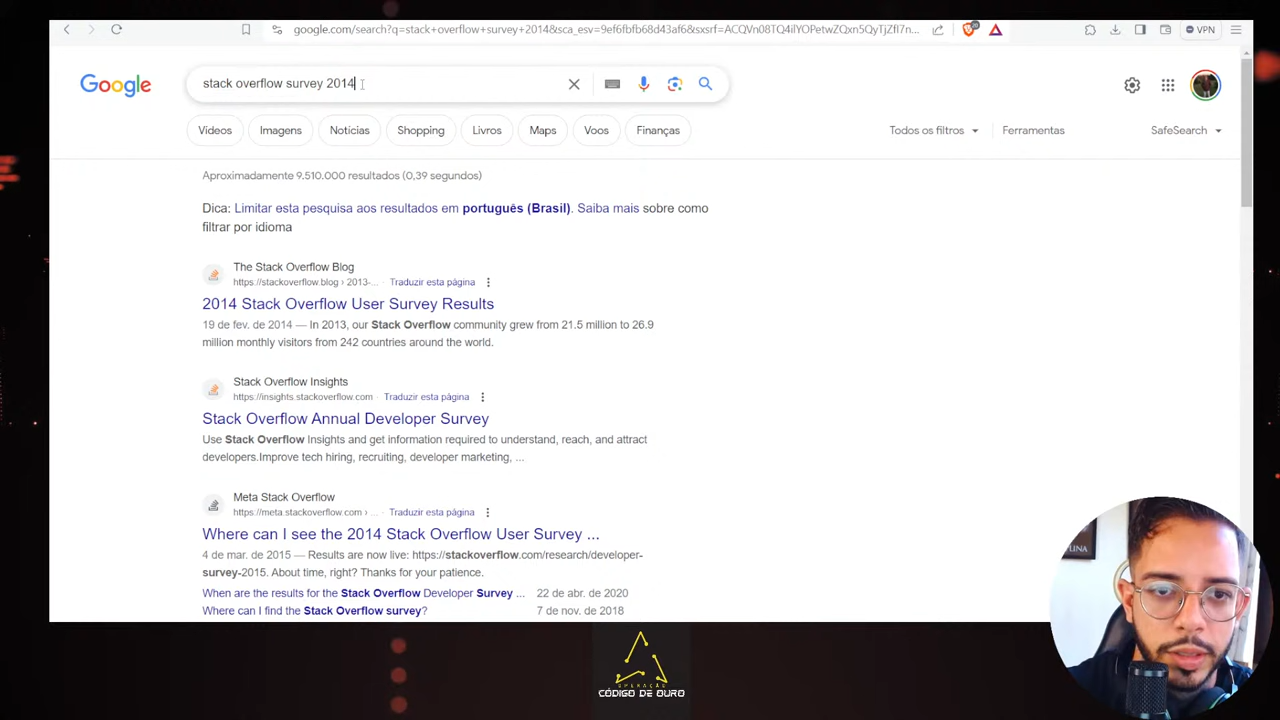 google.com/search?q=stack+overflow+survey+2014&sca_esv=9ef6fbfb68d43af6&sxsrf=ACQVn08TQ4ilYOPetwZQxn5QyTjZfI7n...
VPN
Google
stack overflow survey 2014
Vídeos
Imagens
Notícias
Shopping
Livros
Maps
Voos
Finanças
Todos os filtros
Ferramentas
SafeSearch
Aproximadamente 9.510.000 resultados (0,39 segundos)
Dica: Limitar esta pesquisa aos resultados em português (Brasil). Saiba mais sobre como
filtrar por idioma
The Stack Overflow Blog
https://stackoverflow.blog › 2013-... · Traduzir esta página
2014 Stack Overflow User Survey Results
19 de fev. de 2014 — In 2013, our Stack Overflow community grew from 21.5 million to 26.9
million monthly visitors from 242 countries around the world.
Stack Overflow Insights
https://insights.stackoverflow.com · Traduzir esta página
Stack Overflow Annual Developer Survey
Use Stack Overflow Insights and get information required to understand, reach, and attract
developers.Improve tech hiring, recruiting, developer marketing, ...
Meta Stack Overflow
https://meta.stackoverflow.com › ... · Traduzir esta página
Where can I see the 2014 Stack Overflow User Survey ...
4 de mar. de 2015 — Results are now live: https://stackoverflow.com/research/developer-
survey-2015. About time, right? Thanks for your patience.
When are the results for the Stack Overflow Developer Survey ... 22 de abr. de 2020
Where can I find the Stack Overflow survey? 7 de nov. de 2018
OPERAÇÃO
CÓDIGO DE OURO